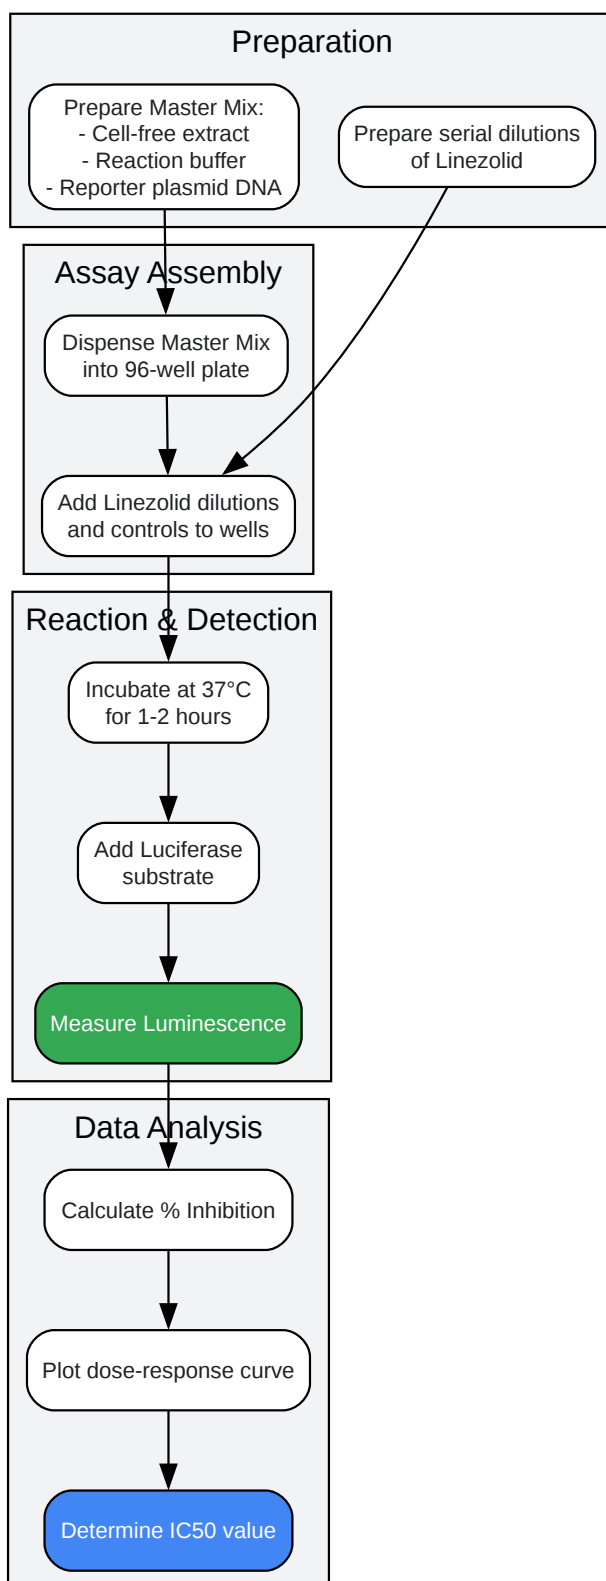 Preparation
Prepare Master Mix:
- Cell-free extract
- Reaction buffer
- Reporter plasmid DNA
Prepare serial dilutions
of Linezolid
Assay Assembly
Dispense Master Mix
into 96-well plate
Add Linezolid dilutions
and controls to wells
Reaction & Detection
Incubate at 37°C
for 1-2 hours
Add Luciferase
substrate
Measure Luminescence
Data Analysis
Calculate % Inhibition
Plot dose-response curve
Determine IC50 value